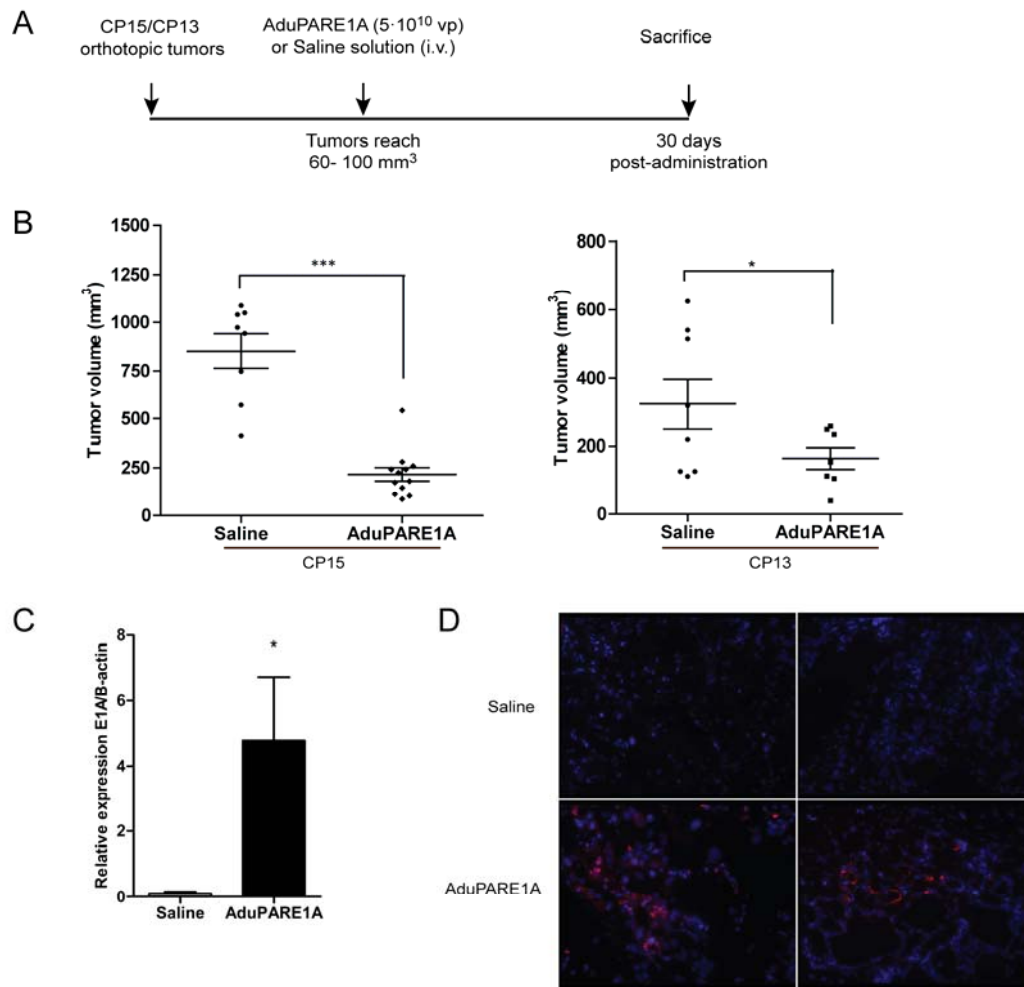 A
CP15/CP13
orthotopic tumors
AduPARE1A (5·10¹⁰ vp)
or Saline solution (i.v.)
Sacrifice
Tumors reach
60- 100 mm³
30 days
post-administration
B
Tumor volume (mm³)
1500
1250
1000
750
500
250
0
***
Saline
AduPARE1A
CP15
Tumor volume (mm³)
800
600
400
200
0
*
Saline
AduPARE1A
CP13
C
Relative expression E1A/B-actin
8
6
4
2
0
*
Saline
AduPARE1A
D
Saline
AduPARE1A